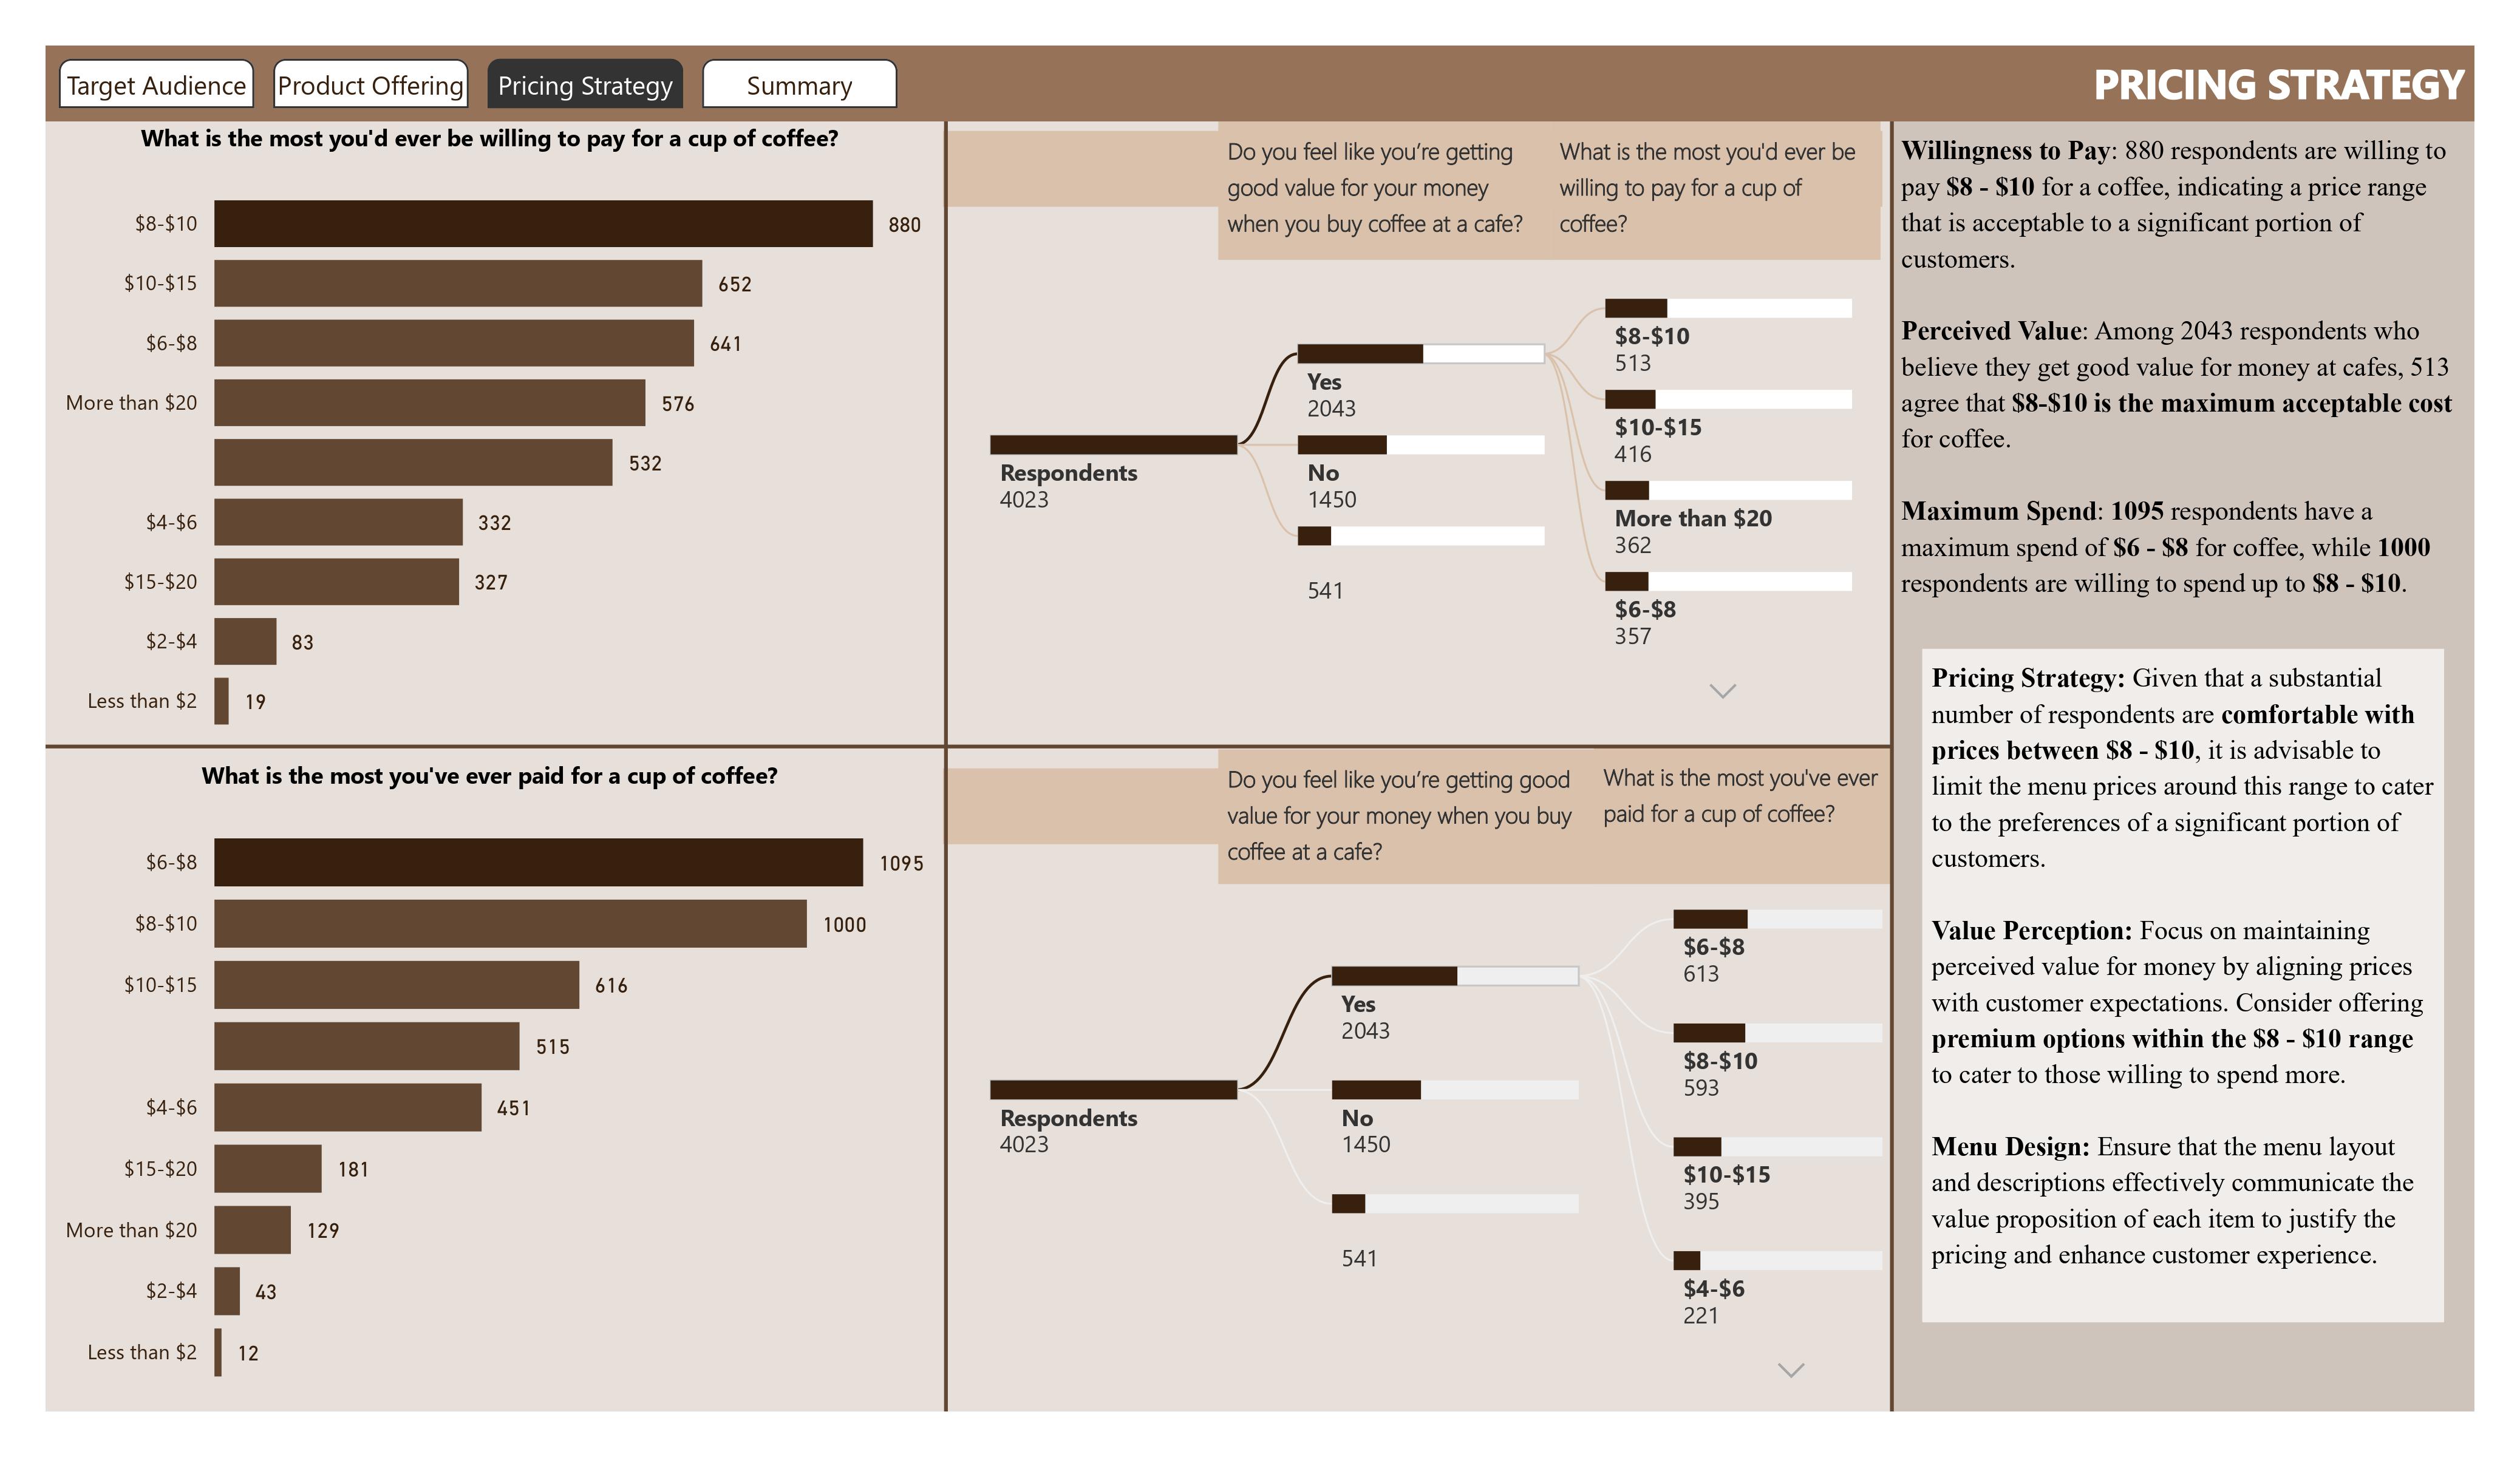 Target Audience
Product Offering
Pricing Strategy
Summary
PRICING STRATEGY
What is the most you'd ever be willing to pay for a cup of coffee?
$8-$10 880
$10-$15 652
$6-$8 641
More than $20 576
532
$4-$6 332
$15-$20 327
$2-$4 83
Less than $2 19
Do you feel like you’re getting
good value for your money
when you buy coffee at a cafe?
What is the most you'd ever be
willing to pay for a cup of
coffee?
Respondents
4023
Yes
2043
No
1450
541
$8-$10
513
$10-$15
416
More than $20
362
$6-$8
357
What is the most you've ever paid for a cup of coffee?
$6-$8 1095
$8-$10 1000
$10-$15 616
515
$4-$6 451
$15-$20 181
More than $20 129
$2-$4 43
Less than $2 12
Do you feel like you’re getting good
value for your money when you buy
coffee at a cafe?
What is the most you've ever
paid for a cup of coffee?
Respondents
4023
Yes
2043
No
1450
541
$6-$8
613
$8-$10
593
$10-$15
395
$4-$6
221
Willingness to Pay: 880 respondents are willing to
pay $8 - $10 for a coffee, indicating a price range
that is acceptable to a significant portion of
customers.
Perceived Value: Among 2043 respondents who
believe they get good value for money at cafes, 513
agree that $8-$10 is the maximum acceptable cost
for coffee.
Maximum Spend: 1095 respondents have a
maximum spend of $6 - $8 for coffee, while 1000
respondents are willing to spend up to $8 - $10.
Pricing Strategy: Given that a substantial
number of respondents are comfortable with
prices between $8 - $10, it is advisable to
limit the menu prices around this range to cater
to the preferences of a significant portion of
customers.
Value Perception: Focus on maintaining
perceived value for money by aligning prices
with customer expectations. Consider offering
premium options within the $8 - $10 range
to cater to those willing to spend more.
Menu Design: Ensure that the menu layout
and descriptions effectively communicate the
value proposition of each item to justify the
pricing and enhance customer experience.